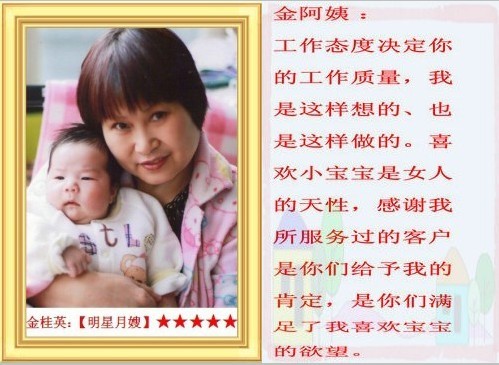 金桂英：【明星月嫂】★★★★★
金阿姨：
工作态度决定你
的工作质量，我
是这样想的、也
是这样做的。喜
欢小宝宝是女人
的天性，感谢我
所服务过的客户
是你们给予我的
肯定，是你们满
足了我喜欢宝宝
的欲望。